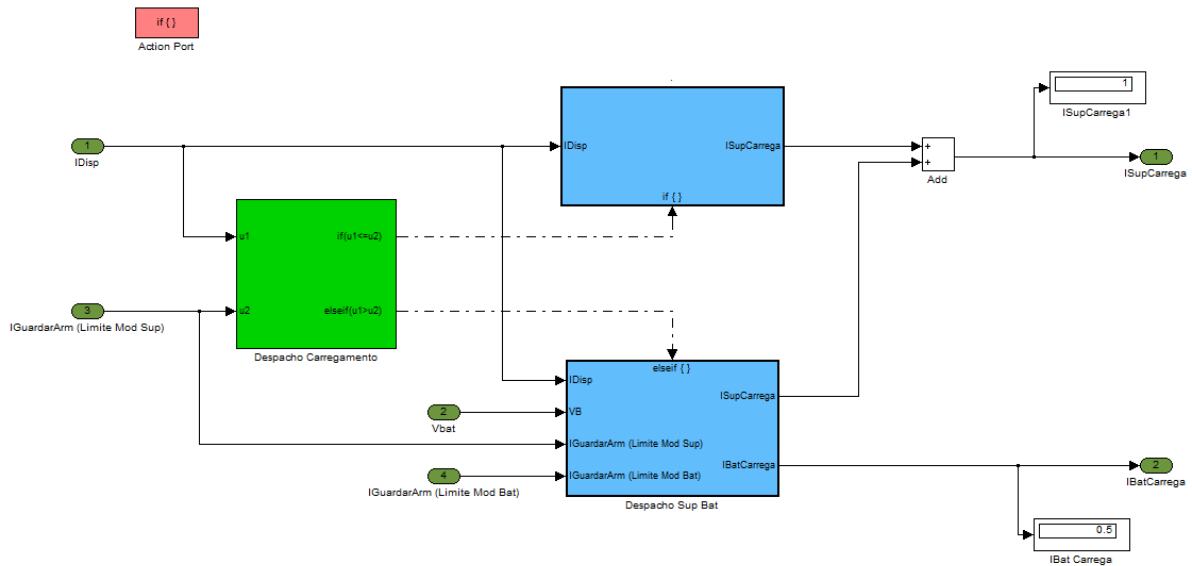 if { }
Action Port
1
IDisp
IDisp
ISupCarrega
if { }
+
+
Add
1
ISupCarrega1
1
ISupCarrega
u1
if(u1<=u2)
u2
elseif(u1>u2)
Despacho Carregamento
3
IGuardarArm (Limite Mod Sup)
elseif { }
IDisp
ISupCarrega
VB
IGuardarArm (Limite Mod Sup)
IBatCarrega
IGuardarArm (Limite Mod Bat)
Despacho Sup Bat
2
Vbat
4
IGuardarArm (Limite Mod Bat)
2
IBatCarrega
0.5
IBat Carrega